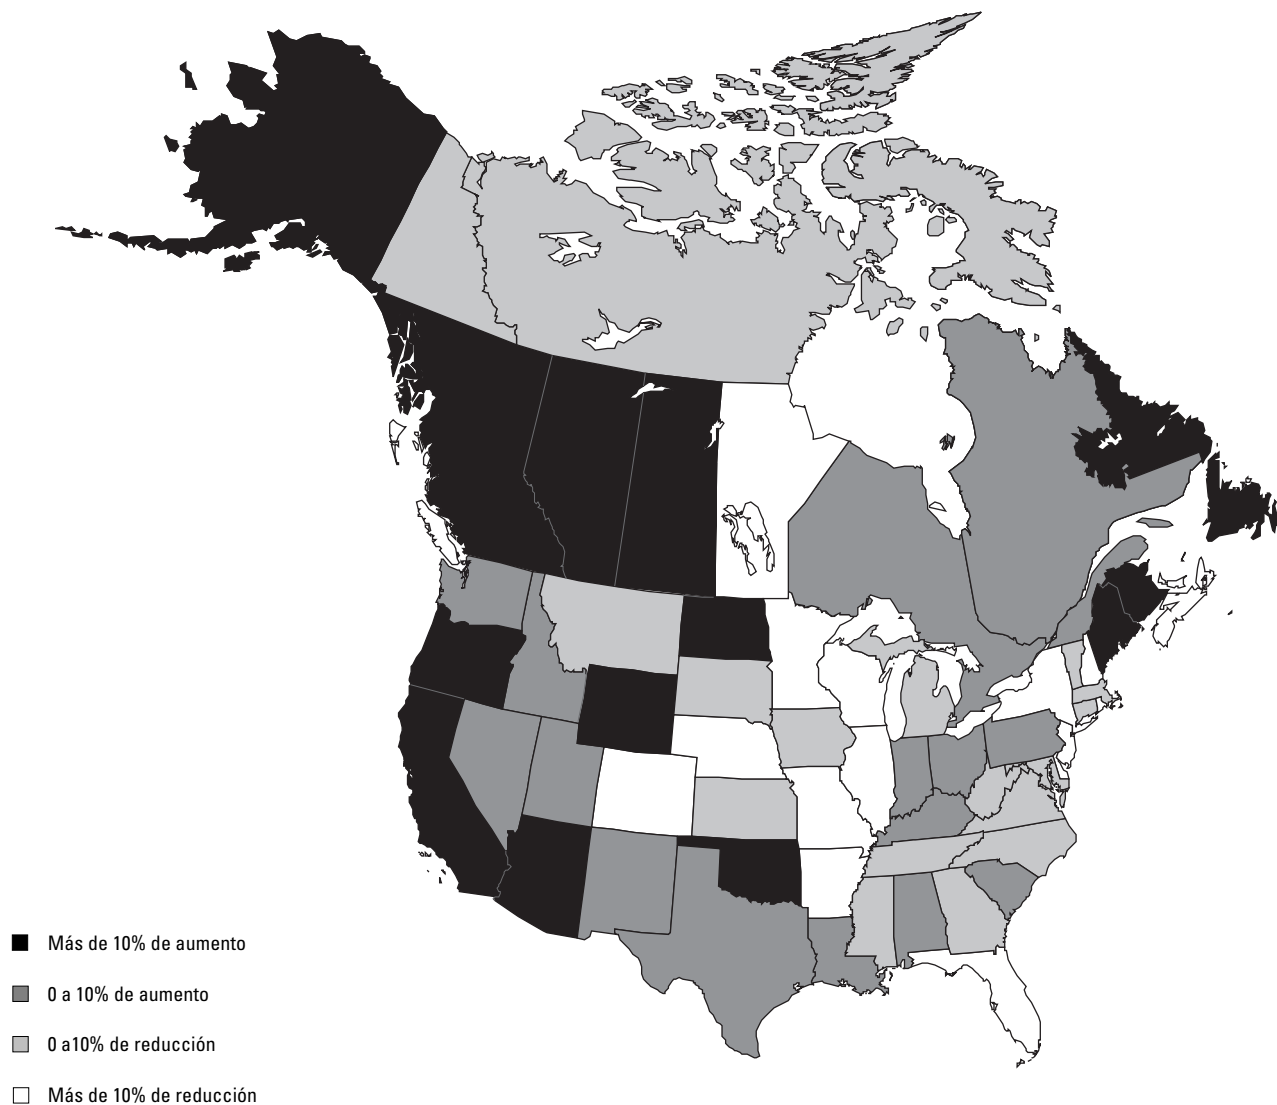 Más de 10% de aumento
0 a 10% de aumento
0 a10% de reducción
Más de 10% de reducción